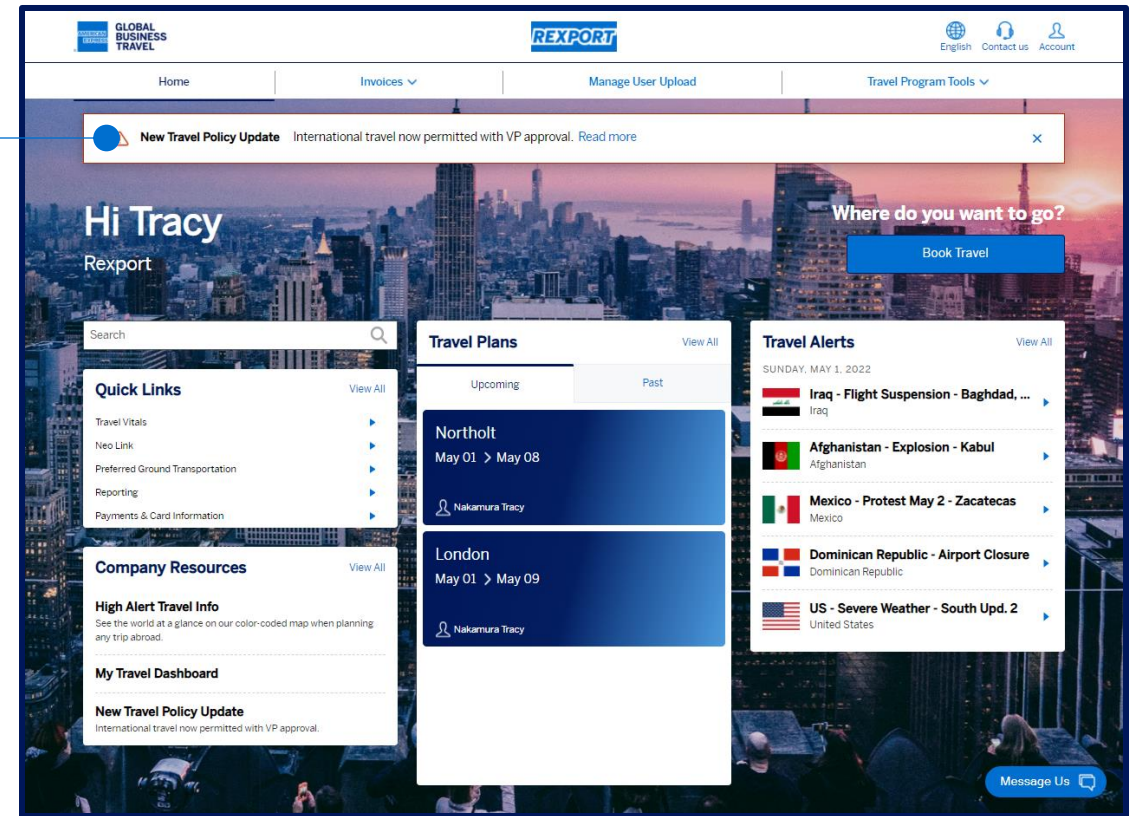 AMERICAN EXPRESS
GLOBAL
BUSINESS
TRAVEL
REXPORT
English
Contact us
Account
Home
Invoices
Manage User Upload
Travel Program Tools
New Travel Policy Update International travel now permitted with VP approval. Read more
Hi Tracy
Rexport
Where do you want to go?
Book Travel
Search
Quick Links
View All
Travel Vitals
Neo Link
Preferred Ground Transportation
Reporting
Payments & Card Information
Company Resources
View All
High Alert Travel Info
See the world at a glance on our color-coded map when planning
any trip abroad.
My Travel Dashboard
New Travel Policy Update
International travel now permitted with VP approval.
Travel Plans
View All
Upcoming
Past
Northolt
May 01 > May 08
Nakamura Tracy
London
May 01 > May 09
Nakamura Tracy
Travel Alerts
View All
SUNDAY, MAY 1, 2022
Iraq - Flight Suspension - Baghdad, ...
Iraq
Afghanistan - Explosion - Kabul
Afghanistan
Mexico - Protest May 2 - Zacatecas
Mexico
Dominican Republic - Airport Closure
Dominican Republic
US - Severe Weather - South Upd. 2
United States
Message Us